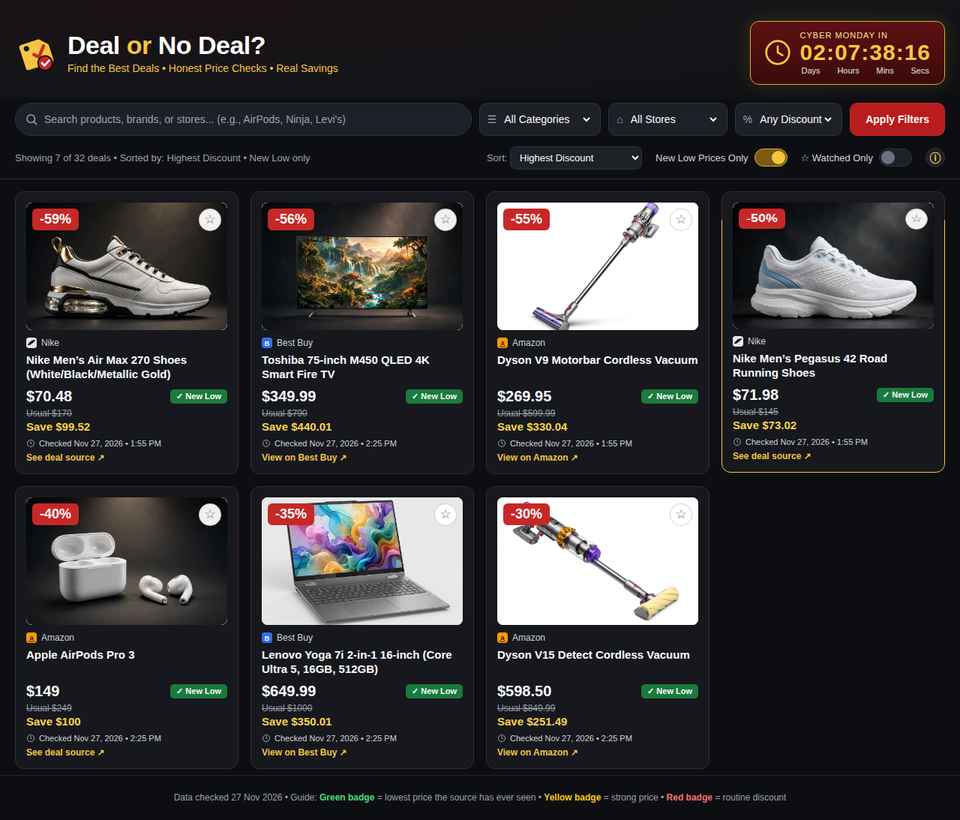 Deal or No Deal?
Find the Best Deals • Honest Price Checks • Real Savings
CYBER MONDAY IN
02:07:38:16
Days Hours Mins Secs
Search products, brands, or stores... (e.g., AirPods, Ninja, Levi's)
All Categories
All Stores
% Any Discount
Apply Filters
Showing 7 of 32 deals • Sorted by: Highest Discount • New Low only
Sort: Highest Discount
New Low Prices Only
☆ Watched Only
-59%
Nike
Nike Men's Air Max 270 Shoes
(White/Black/Metallic Gold)
$70.48
✓ New Low
Usual $170
Save $99.52
Checked Nov 27, 2026 • 1:55 PM
See deal source ↗
-56%
B Best Buy
Toshiba 75-inch M450 QLED 4K
Smart Fire TV
$349.99
✓ New Low
Usual $790
Save $440.01
Checked Nov 27, 2026 • 2:25 PM
View on Best Buy ↗
-55%
a Amazon
Dyson V9 Motorbar Cordless Vacuum
$269.95
✓ New Low
Usual $599.99
Save $330.04
Checked Nov 27, 2026 • 1:55 PM
View on Amazon ↗
-50%
Nike
Nike Men's Pegasus 42 Road
Running Shoes
$71.98
✓ New Low
Usual $145
Save $73.02
Checked Nov 27, 2026 • 1:55 PM
See deal source ↗
-40%
a Amazon
Apple AirPods Pro 3
$149
✓ New Low
Usual $249
Save $100
Checked Nov 27, 2026 • 2:25 PM
See deal source ↗
-35%
B Best Buy
Lenovo Yoga 7i 2-in-1 16-inch (Core
Ultra 5, 16GB, 512GB)
$649.99
✓ New Low
Usual $1000
Save $350.01
Checked Nov 27, 2026 • 2:25 PM
View on Best Buy ↗
-30%
a Amazon
Dyson V15 Detect Cordless Vacuum
$598.50
✓ New Low
Usual $849.99
Save $251.49
Checked Nov 27, 2026 • 2:25 PM
View on Amazon ↗
Data checked 27 Nov 2026 • Guide: Green badge = lowest price the source has ever seen • Yellow badge = strong price • Red badge = routine discount